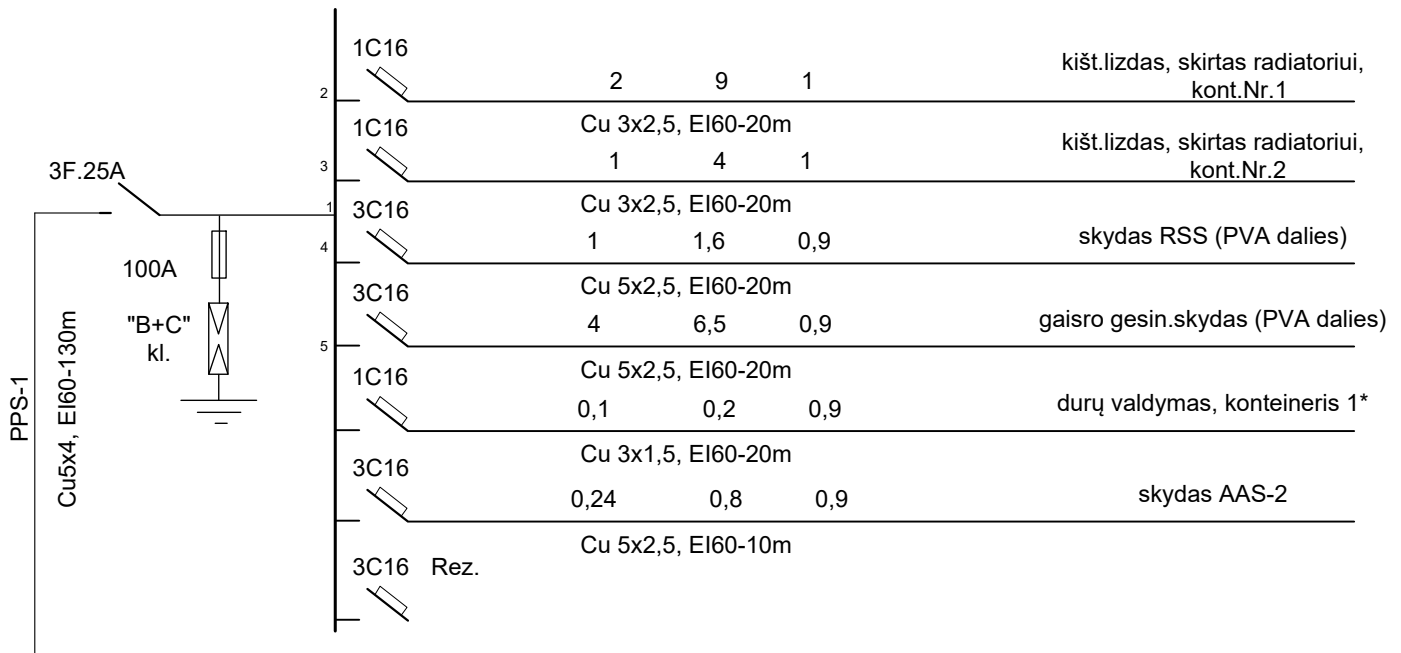 1C16
2 9 1
kišt.lizdas, skirtas radiatoriui,
kont.Nr.1
2
Cu 3x2,5, EI60-20m
1C16
1 4 1
kišt.lizdas, skirtas radiatoriui,
kont.Nr.2
3
3F.25A
1
Cu 3x2,5, EI60-20m
3C16
1 1,6 0,9
skydas RSS (PVA dalies)
4
100A
Cu 5x2,5, EI60-20m
3C16
4 6,5 0,9
gaisro gesin.skydas (PVA dalies)
"B+C"
kl.
5
Cu 5x2,5, EI60-20m
1C16
0,1 0,2 0,9
durų valdymas, konteineris 1*
PPS-1
Cu5x4, EI60-130m
Cu 3x1,5, EI60-20m
3C16
0,24 0,8 0,9
skydas AAS-2
Cu 5x2,5, EI60-10m
3C16 Rez.